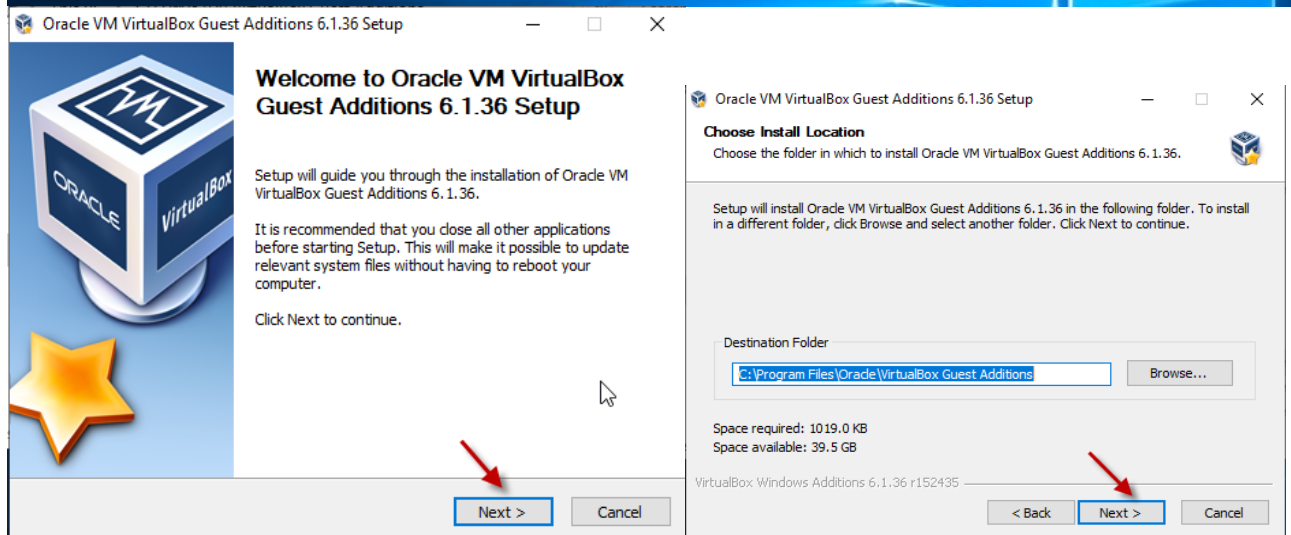 Oracle VM VirtualBox Guest Additions 6.1.36 Setup
Welcome to Oracle VM VirtualBox
Guest Additions 6.1.36 Setup
Setup will guide you through the installation of Oracle VM
VirtualBox Guest Additions 6.1.36.
It is recommended that you close all other applications
before starting Setup. This will make it possible to update
relevant system files without having to reboot your
computer.
Click Next to continue.
ORACLE
VirtualBox
Next >
Cancel
Oracle VM VirtualBox Guest Additions 6.1.36 Setup
Choose Install Location
Choose the folder in which to install Oracle VM VirtualBox Guest Additions 6.1.36.
Setup will install Oracle VM VirtualBox Guest Additions 6.1.36 in the following folder. To install
in a different folder, click Browse and select another folder. Click Next to continue.
Destination Folder
C:\Program Files\Oracle\VirtualBox Guest Additions
Browse...
Space required: 1019.0 KB
Space available: 39.5 GB
VirtualBox Windows Additions 6.1.36 r152435
< Back
Next >
Cancel